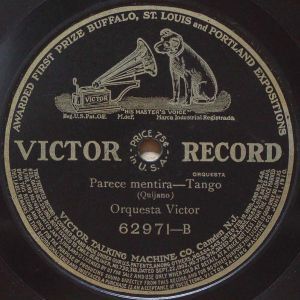 AWARDED FIRST PRIZE BUFFALO, ST. LOUIS and PORTLAND EXPOSITIONS
VICTOR
"HIS MASTER'S VOICE"
Reg.U.S.Pat.Off. M.deF. Marca Industrial Registrada
PRICE 75¢
in U.S.A.
VICTOR RECORD
ORQUESTA
Parece mentira—Tango
(Quijano)
Orquesta Victor
62971–B
VICTOR TALKING MACHINE CO. Camden N.J.